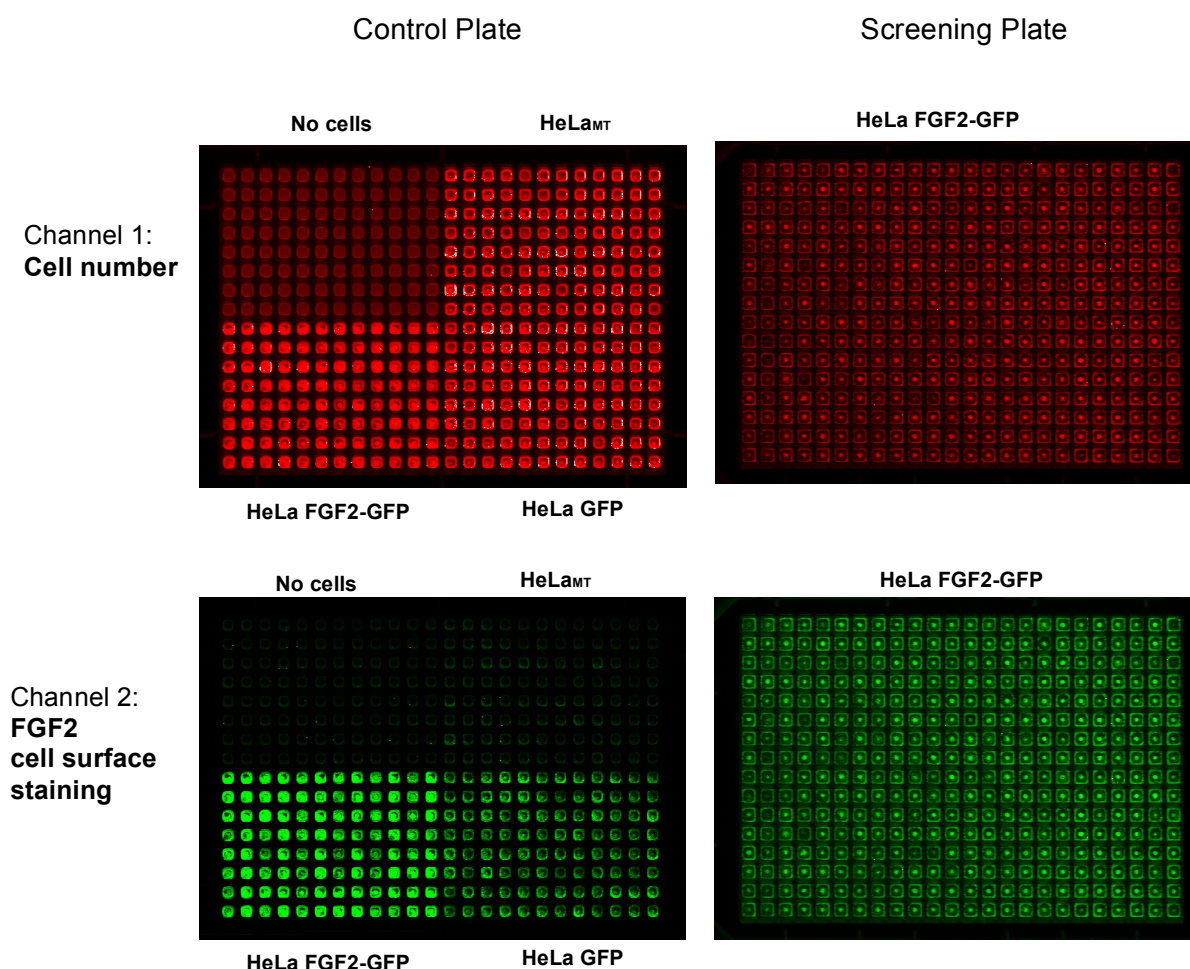 Control Plate
Screening Plate
No cells
HeLaMT
HeLa FGF2-GFP
Channel 1:
Cell number
HeLa FGF2-GFP
HeLa GFP
No cells
HeLaMT
HeLa FGF2-GFP
Channel 2:
FGF2
cell surface
staining
HeLa FGF2-GFP
HeLa GFP